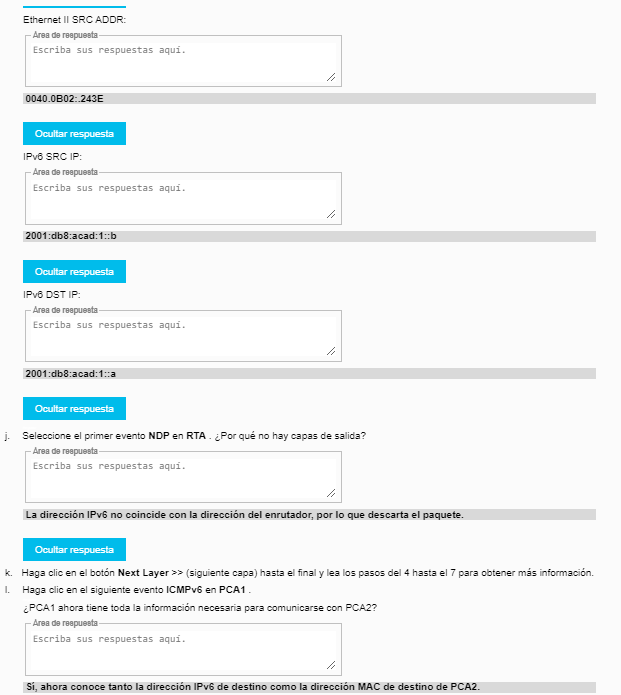 Ethernet II SRC ADDR:
Área de respuesta
Escriba sus respuestas aquí.
0040.0B02:.243E
Ocultar respuesta
IPv6 SRC IP:
Área de respuesta
Escriba sus respuestas aquí.
2001:db8:acad:1::b
Ocultar respuesta
IPv6 DST IP:
Área de respuesta
Escriba sus respuestas aquí.
2001:db8:acad:1::a
Ocultar respuesta
j. Seleccione el primer evento NDP en RTA . ¿Por qué no hay capas de salida?
Área de respuesta
Escriba sus respuestas aquí.
La dirección IPv6 no coincide con la dirección del enrutador, por lo que descarta el paquete.
Ocultar respuesta
k. Haga clic en el botón Next Layer >> (siguiente capa) hasta el final y lea los pasos del 4 hasta el 7 para obtener más información.
l. Haga clic en el siguiente evento ICMPv6 en PCA1 .
¿PCA1 ahora tiene toda la información necesaria para comunicarse con PCA2?
Área de respuesta
Escriba sus respuestas aquí.
Sí, ahora conoce tanto la dirección IPv6 de destino como la dirección MAC de destino de PCA2.